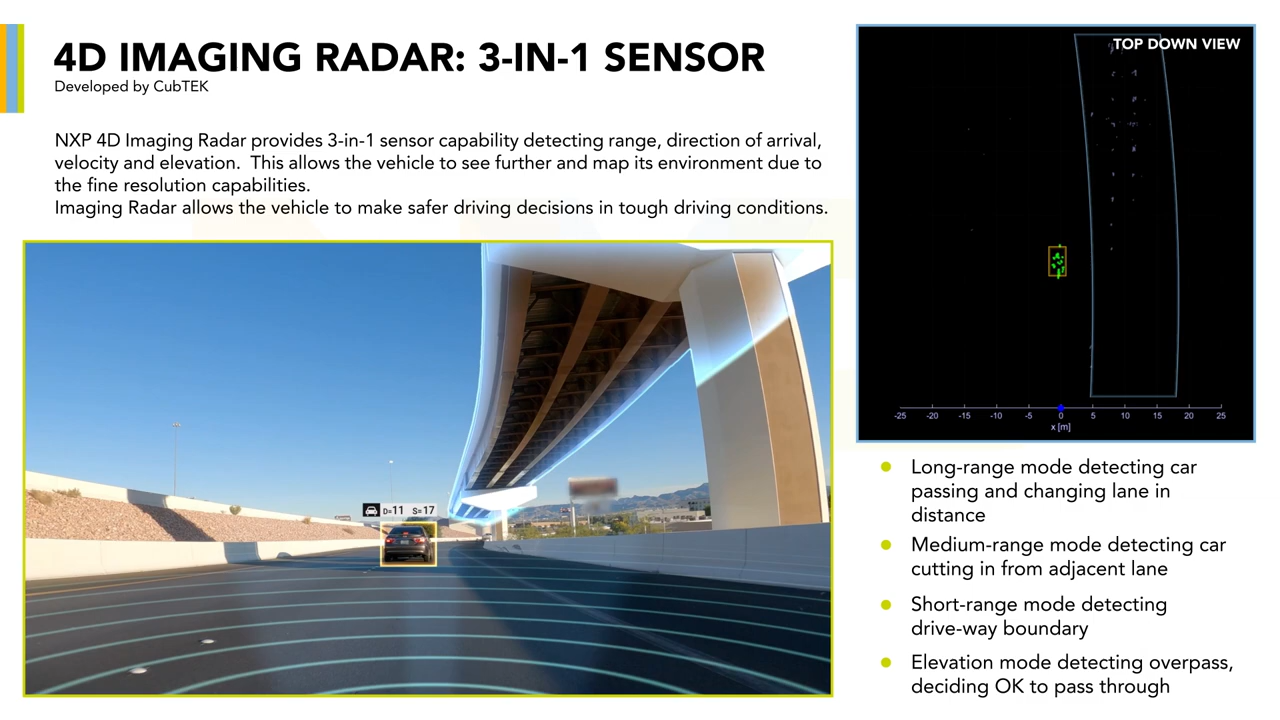 4D IMAGING RADAR: 3-IN-1 SENSOR
Developed by CubTEK
NXP 4D Imaging Radar provides 3-in-1 sensor capability detecting range, direction of arrival,
velocity and elevation.  This allows the vehicle to see further and map its environment due to
the fine resolution capabilities.
Imaging Radar allows the vehicle to make safer driving decisions in tough driving conditions.
D=11 S=17
TOP DOWN VIEW
-25 -20 -15 -10 -5 0 5 10 15 20 25
x [m]
Long-range mode detecting car
passing and changing lane in
distance
Medium-range mode detecting car
cutting in from adjacent lane
Short-range mode detecting
drive-way boundary
Elevation mode detecting overpass,
deciding OK to pass through